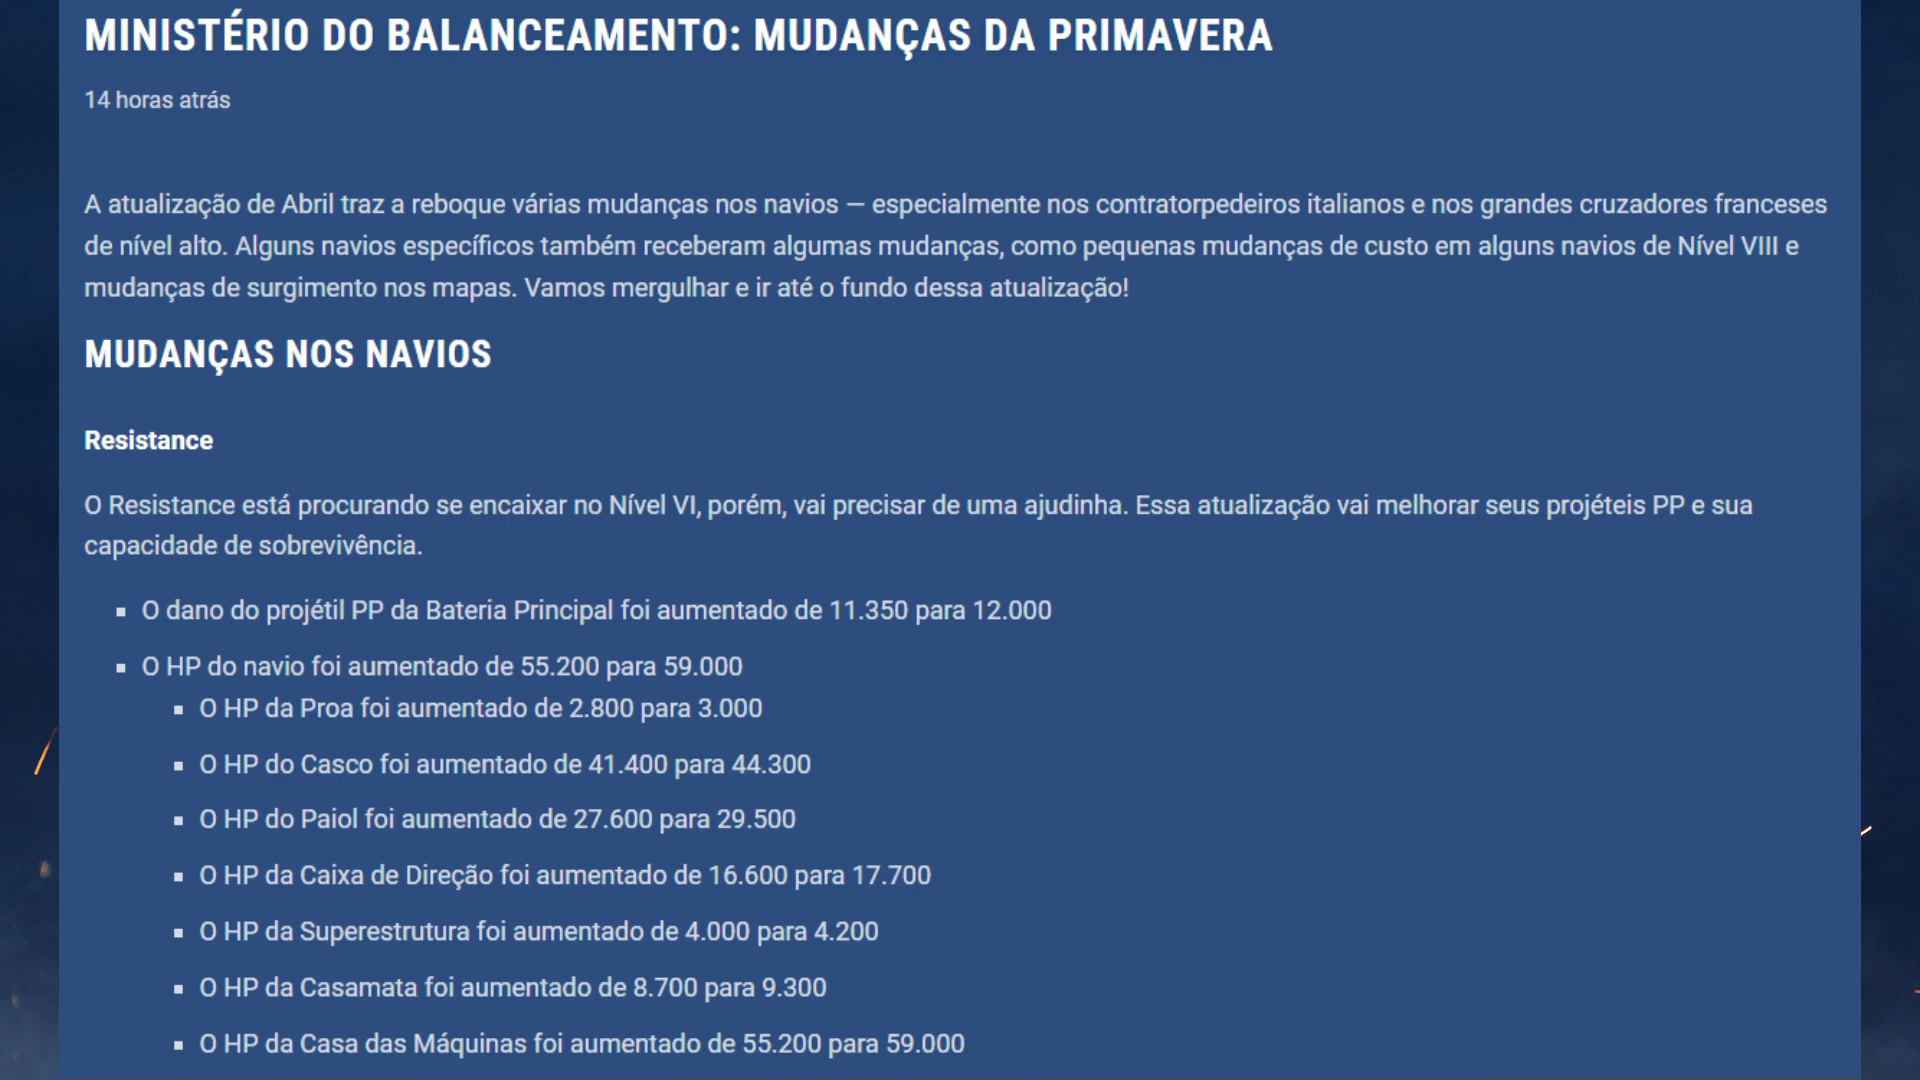 MINISTÉRIO DO BALANCEAMENTO: MUDANÇAS DA PRIMAVERA
14 horas atrás
A atualização de Abril traz a reboque várias mudanças nos navios — especialmente nos contratorpedeiros italianos e nos grandes cruzadores franceses
de nível alto. Alguns navios específicos também receberam algumas mudanças, como pequenas mudanças de custo em alguns navios de Nível VIII e
mudanças de surgimento nos mapas. Vamos mergulhar e ir até o fundo dessa atualização!
MUDANÇAS NOS NAVIOS
Resistance
O Resistance está procurando se encaixar no Nível VI, porém, vai precisar de uma ajudinha. Essa atualização vai melhorar seus projéteis PP e sua
capacidade de sobrevivência.
▪ O dano do projétil PP da Bateria Principal foi aumentado de 11.350 para 12.000
▪ O HP do navio foi aumentado de 55.200 para 59.000
▪ O HP da Proa foi aumentado de 2.800 para 3.000
▪ O HP do Casco foi aumentado de 41.400 para 44.300
▪ O HP do Paiol foi aumentado de 27.600 para 29.500
▪ O HP da Caixa de Direção foi aumentado de 16.600 para 17.700
▪ O HP da Superestrutura foi aumentado de 4.000 para 4.200
▪ O HP da Casamata foi aumentado de 8.700 para 9.300
▪ O HP da Casa das Máquinas foi aumentado de 55.200 para 59.000